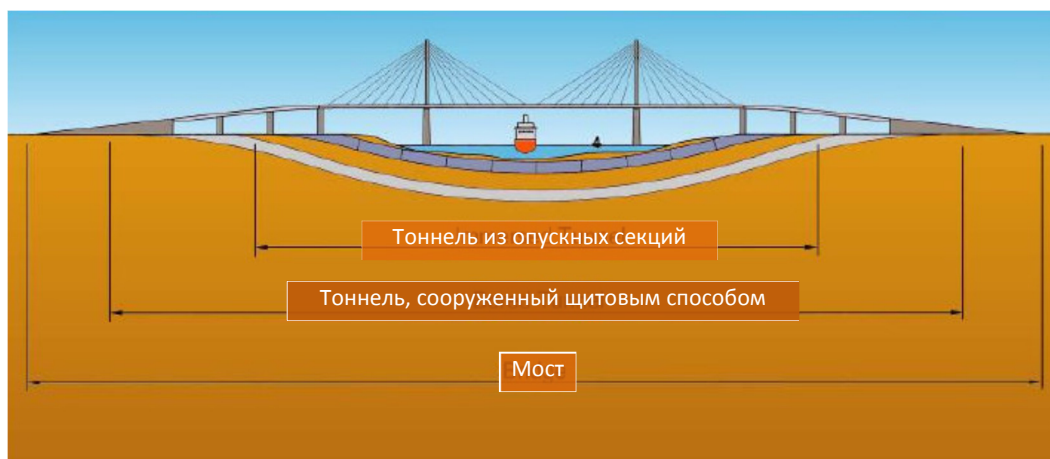 Тоннель из опускных секций
Тоннель, сооруженный щитовым способом
Мост